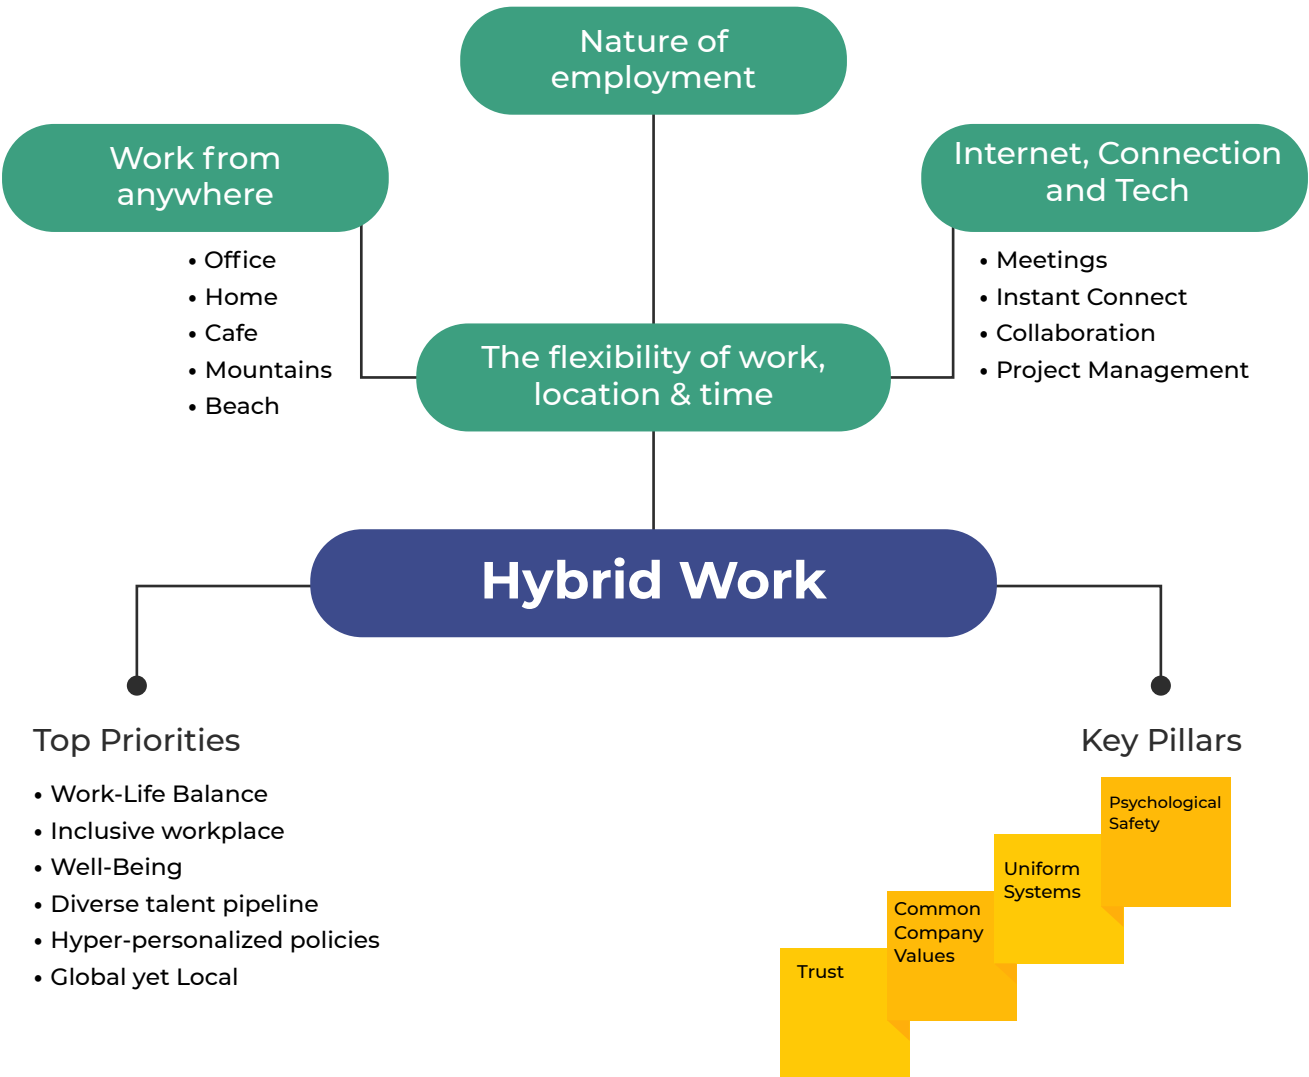 Nature of
employment
Work from
anywhere
• Office
• Home
• Cafe
• Mountains
• Beach
Internet, Connection
and Tech
• Meetings
• Instant Connect
• Collaboration
• Project Management
The flexibility of work,
location & time
Hybrid Work
Top Priorities
• Work-Life Balance
• Inclusive workplace
• Well-Being
• Diverse talent pipeline
• Hyper-personalized policies
• Global yet Local
Key Pillars
Psychological
Safety
Uniform
Systems
Common
Company
Values
Trust